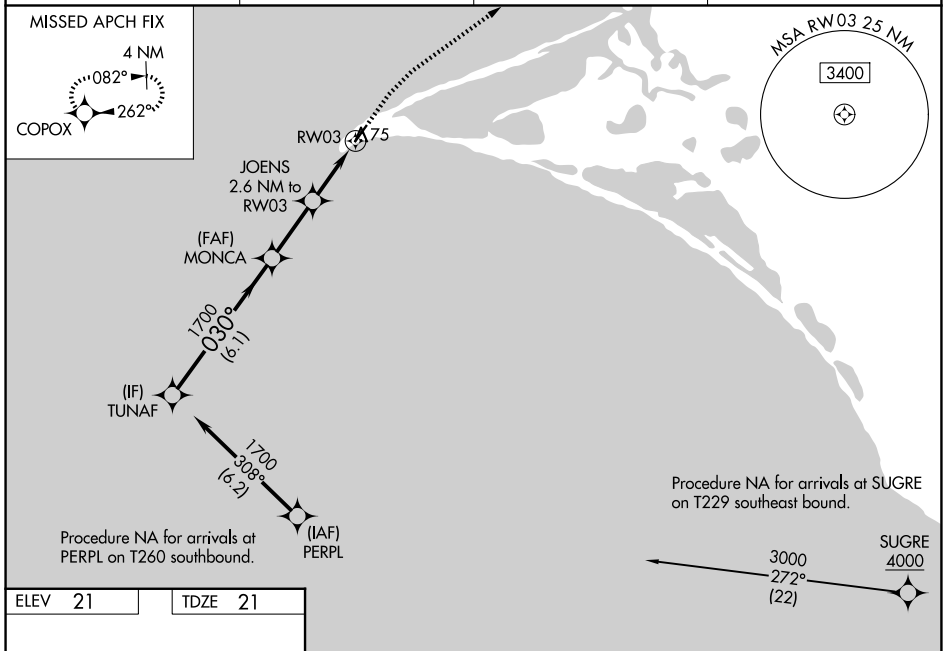 MISSED APCH FIX
4 NM
082°
262°
COPOX
MSA RW03 25 NM
3400
RW03
75
JOENS
2.6 NM to
RW03
(FAF)
MONCA
1700
030°
(6.1)
(IF)
TUNAF
1700
308°
(6.2)
(IAF)
PERPL
Procedure NA for arrivals at
PERPL on T260 southbound.
Procedure NA for arrivals at SUGRE
on T229 southeast bound.
SUGRE
4000
3000
272°
(22)
ELEV 21
TDZE 21